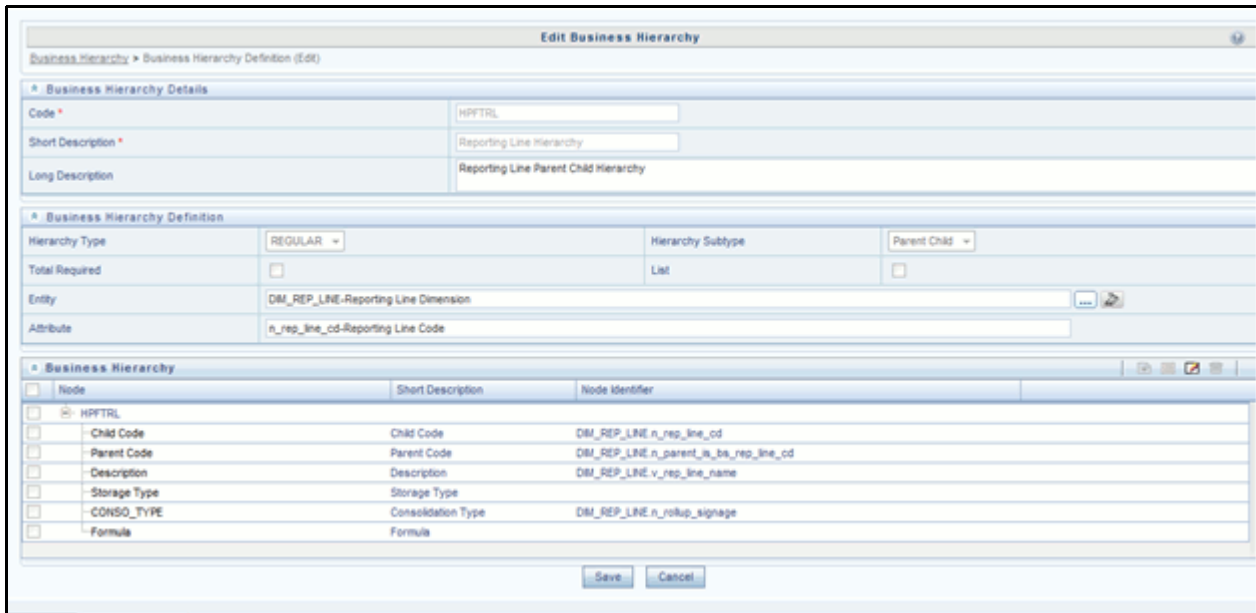 Edit Business Hierarchy
Business Hierarchy > Business Hierarchy Definition (Edit)
Business Hierarchy Details
Code * HPFTRL
Short Description * Reporting Line Hierarchy
Long Description Reporting Line Parent Child Hierarchy
Business Hierarchy Definition
Hierarchy Type REGULAR Hierarchy Subtype Parent Child
Total Required List
Entity DIM_REP_LINE-Reporting Line Dimension ...
Attribute n_rep_line_cd-Reporting Line Code
Business Hierarchy
Node Short Description Node Identifier
HPFTRL
Child Code Child Code DIM_REP_LINE.n_rep_line_cd
Parent Code Parent Code DIM_REP_LINE.n_parent_is_bs_rep_line_cd
Description Description DIM_REP_LINE.v_rep_line_name
Storage Type Storage Type
CONSO_TYPE Consolidation Type DIM_REP_LINE.n_rollup_signage
Formula Formula
Save Cancel